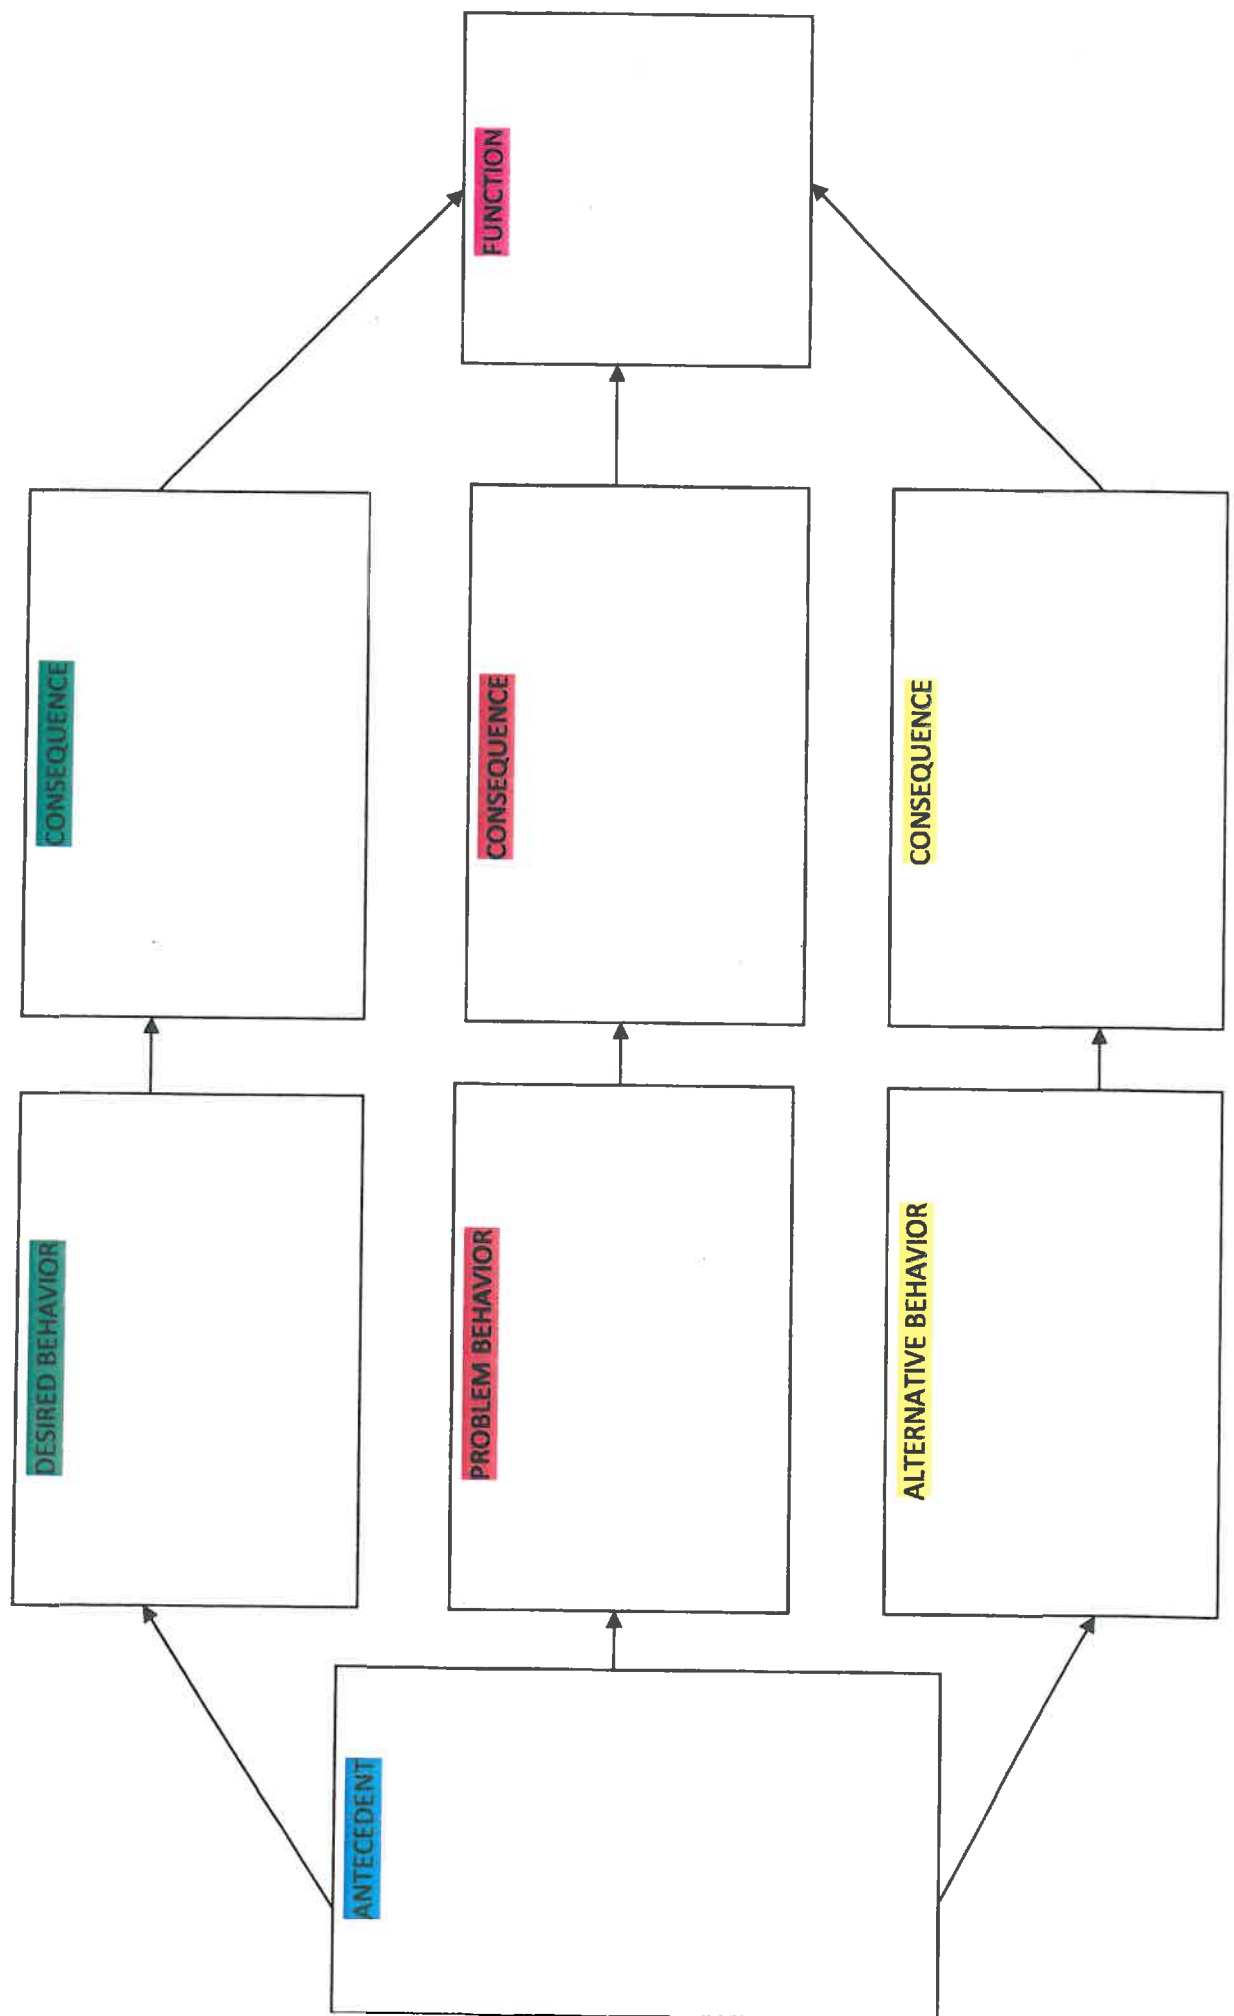 DESIRED BEHAVIOR
CONSEQUENCE
ANTECEDENT
PROBLEM BEHAVIOR
CONSEQUENCE
FUNCTION
ALTERNATIVE BEHAVIOR
CONSEQUENCE